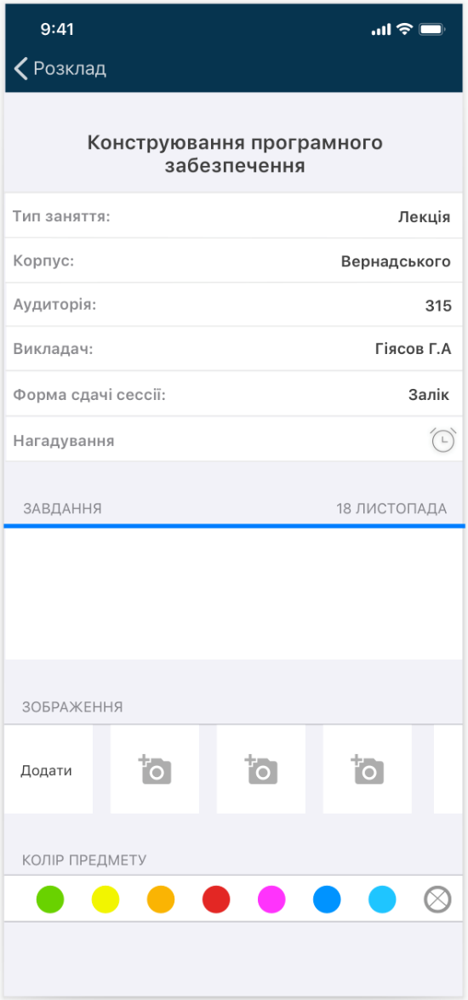 9:41
Розклад
Конструювання програмного
забезпечення
Тип заняття: Лекція
Корпус: Вернадського
Аудиторія: 315
Викладач: Гіясов Г.А
Форма сдачі сессії: Залік
Нагадування
ЗАВДАННЯ 18 ЛИСТОПАДА
ЗОБРАЖЕННЯ
Додати
КОЛІР ПРЕДМЕТУ